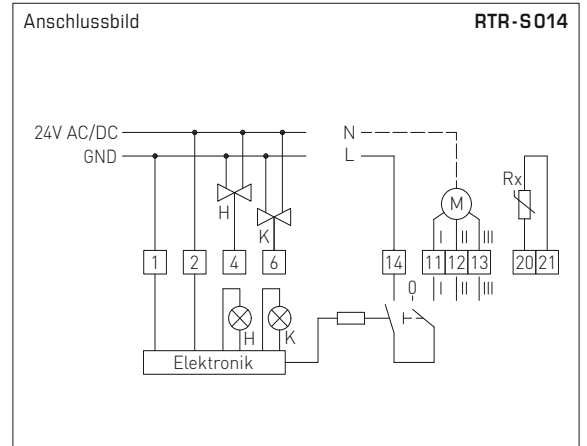 Anschlussbild RTR-S014
24V AC/DC N
GND L
Rx
H M
K I II III
1 2 4 6 14 11 12 13 20 21
0 I II III
H K
Elektronik